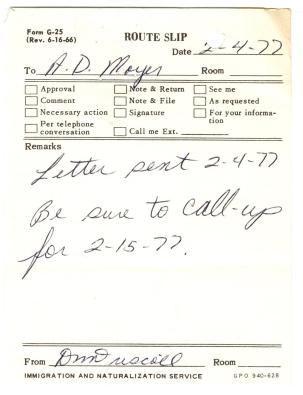 Form G-25
(Rev. 6-16-66)
ROUTE SLIP
Date 2-4-77
To A. D. Moyer Room
Approval Note & Return See me
Comment Note & File As requested
Necessary action Signature For your informa-
tion
Per telephone
conversation Call me Ext.
Remarks
Letter sent 2-4-77
Be sure to call-up
for 2-15-77.
From Driscoll Room
IMMIGRATION AND NATURALIZATION SERVICE GPO 940-628